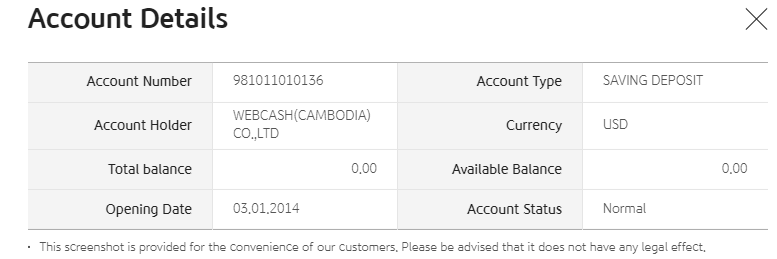 Account Details
Account Number 981011010136 Account Type SAVING DEPOSIT
Account Holder WEBCASH(CAMBODIA) CO.,LTD Currency USD
Total balance 0.00 Available Balance 0.00
Opening Date 03.01.2014 Account Status Normal
· This screenshot is provided for the convenience of our customers. Please be advised that it does not have any legal effect.